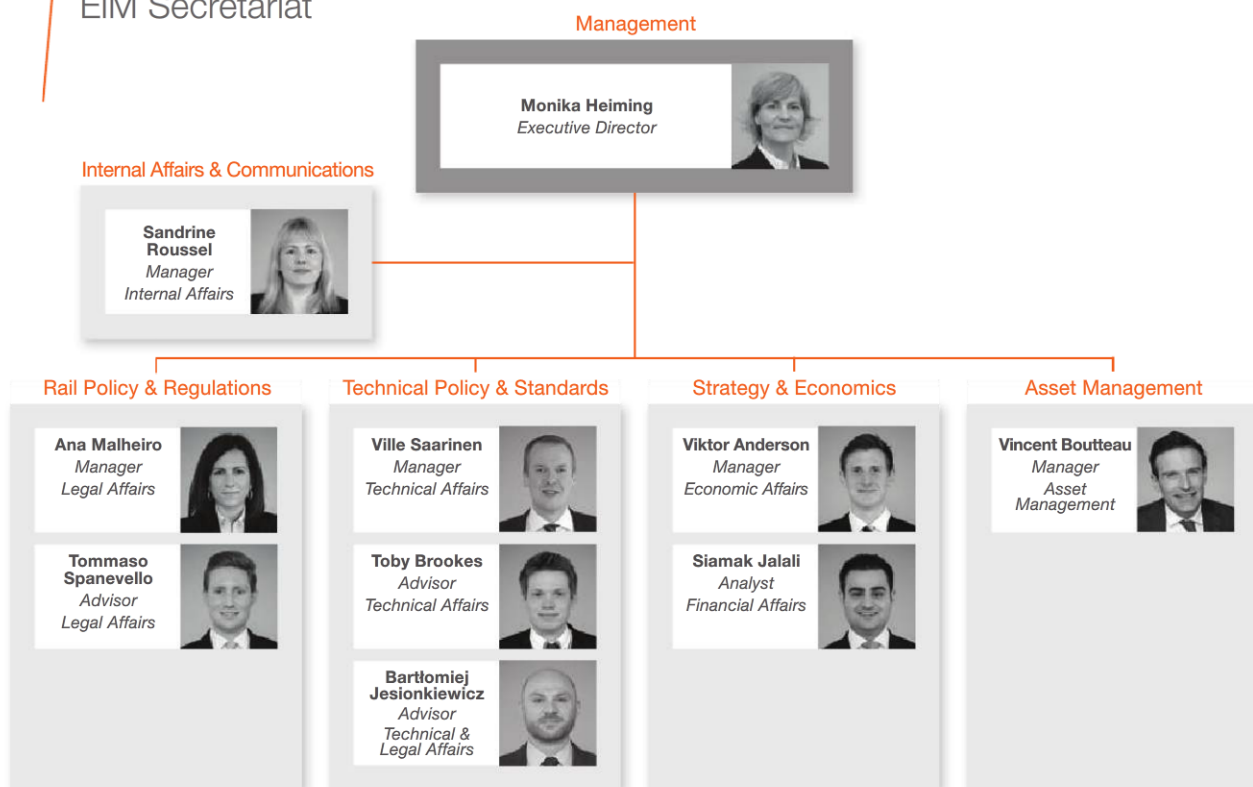 EIM Secretariat
Management
Monika Heiming
Executive Director
Internal Affairs & Communications
Sandrine
Roussel
Manager
Internal Affairs
Rail Policy & Regulations
Ana Malheiro
Manager
Legal Affairs
Tommaso
Spanevello
Advisor
Legal Affairs
Technical Policy & Standards
Ville Saarinen
Manager
Technical Affairs
Toby Brookes
Advisor
Technical Affairs
Bartłomiej
Jesionkiewicz
Advisor
Technical &
Legal Affairs
Strategy & Economics
Viktor Anderson
Manager
Economic Affairs
Siamak Jalali
Analyst
Financial Affairs
Asset Management
Vincent Boutteau
Manager
Asset
Management